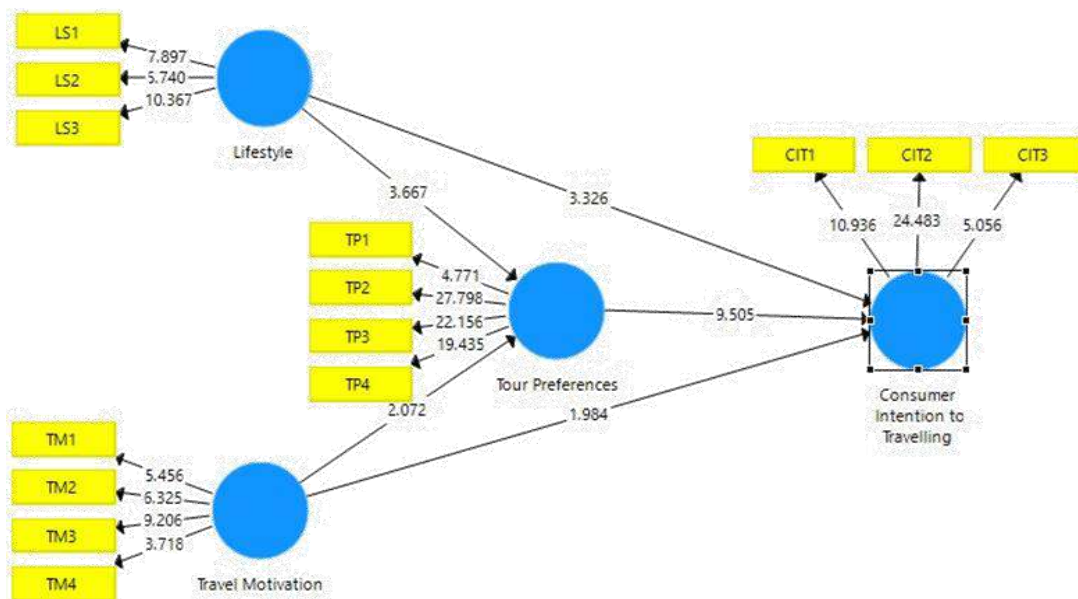 LS1
7.897
LS2
5.740
10.367
LS3
Lifestyle
CIT1
CIT2
CIT3
3.667
3.326
10.936
24.483
5.056
TP1
4.771
TP2
27.798
TP3
22.156
19.435
TP4
9.505
Tour Preferences
Consumer
Intention to
Travelling
2.072
1.984
TM1
5.456
TM2
6.325
9.206
TM3
3.718
TM4
Travel Motivation